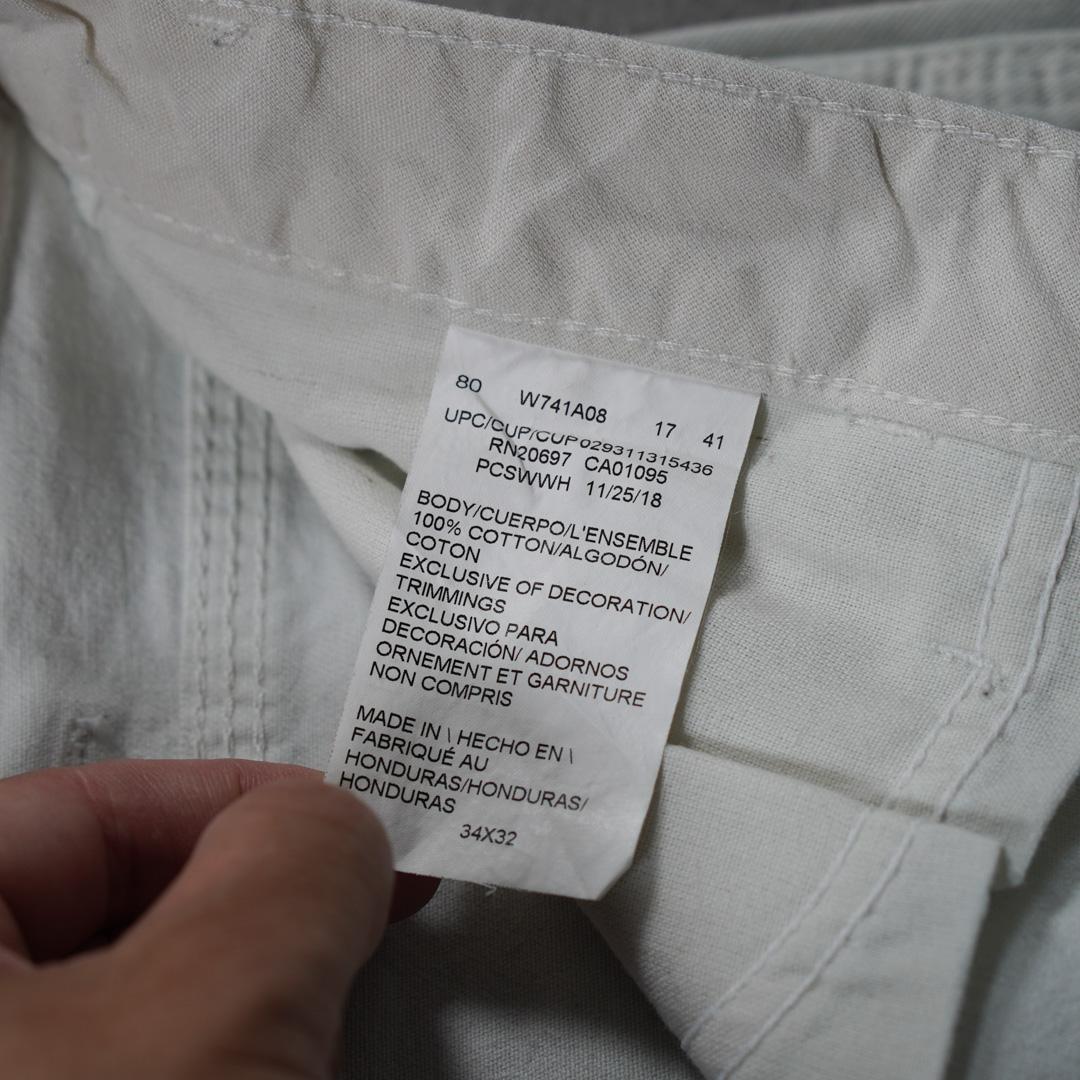 80 W741A08 17 41
UPC/CUP/CUP029311315436
RN20697 CA01095
PCSWWH 11/25/18
BODY/CUERPO/L'ENSEMBLE
100% COTTON/ALGODÓN/
COTON
EXCLUSIVE OF DECORATION/
TRIMMINGS
EXCLUSIVO PARA
DECORACIÓN/ ADORNOS
ORNEMENT ET GARNITURE
NON COMPRIS
MADE IN \ HECHO EN \
FABRIQUÉ AU
HONDURAS/HONDURAS/
HONDURAS
34X32